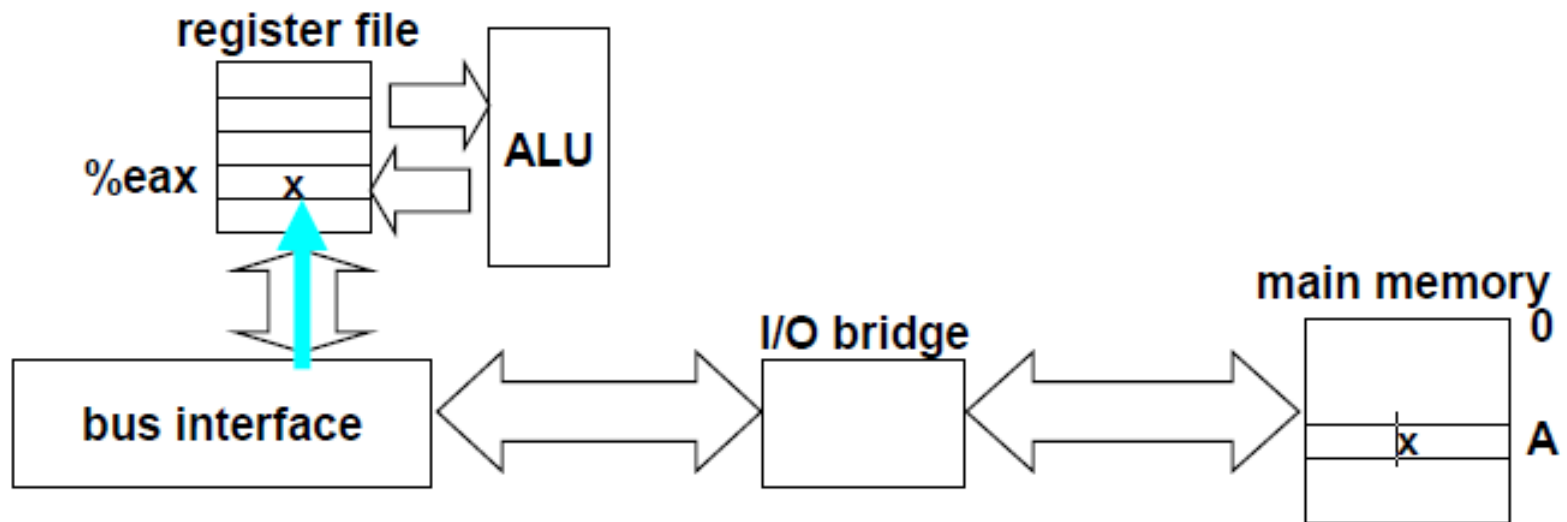 register file
ALU
%eax
x
main memory
0
I/O bridge
bus interface
x
A